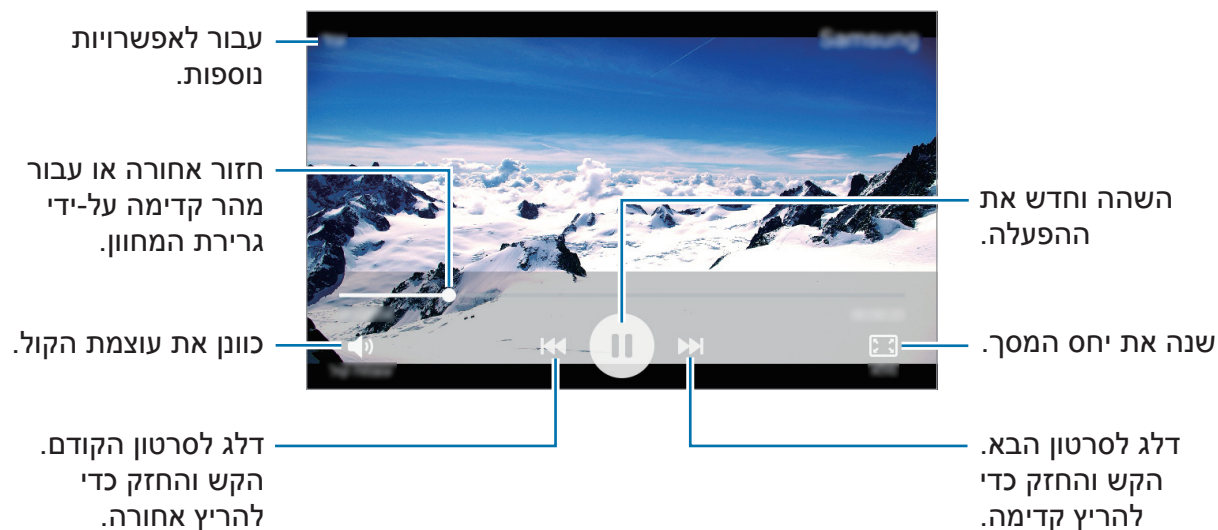 עבור לאפשרויות
נוספות.
Samsung
חזור אחורה או עבור
מהר קדימה על-ידי
גרירת המחוון.
השהה וחדש את
ההפעלה.
כוונן את עוצמת הקול.
שנה את יחס המסך.
דלג לסרטון הקודם.
הקש והחזק כדי
להריץ אחורה.
דלג לסרטון הבא.
הקש והחזק כדי
להריץ קדימה.